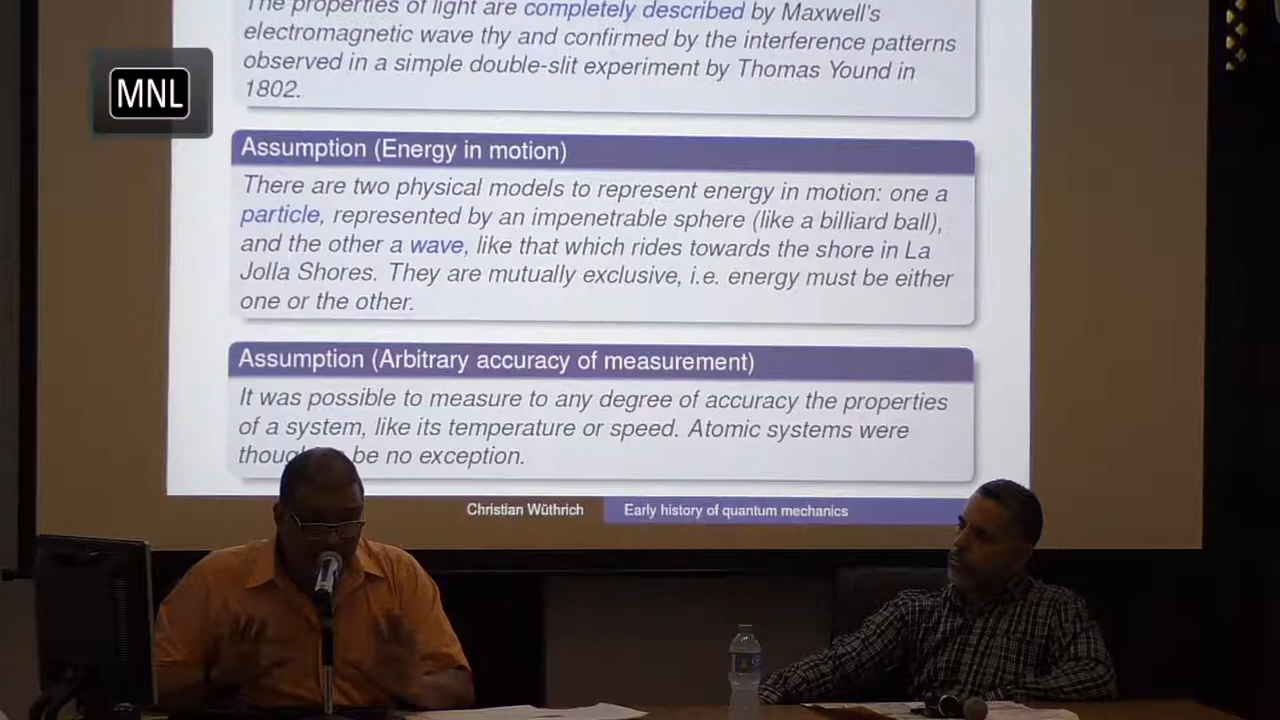 The properties of light are completely described by Maxwell's
electromagnetic wave thy and confirmed by the interference patterns
observed in a simple double-slit experiment by Thomas Yound in
1802.
MNL
Assumption (Energy in motion)
There are two physical models to represent energy in motion: one a
particle, represented by an impenetrable sphere (like a billiard ball),
and the other a wave, like that which rides towards the shore in La
Jolla Shores. They are mutually exclusive, i.e. energy must be either
one or the other.
Assumption (Arbitrary accuracy of measurement)
It was possible to measure to any degree of accuracy the properties
of a system, like its temperature or speed. Atomic systems were
be no exception.
Christian Wüthrich
Early history of quantum mechanics